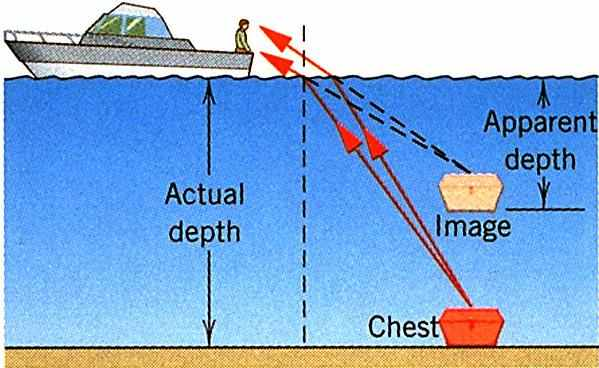 Apparent
depth
Actual
depth
Image
Chest